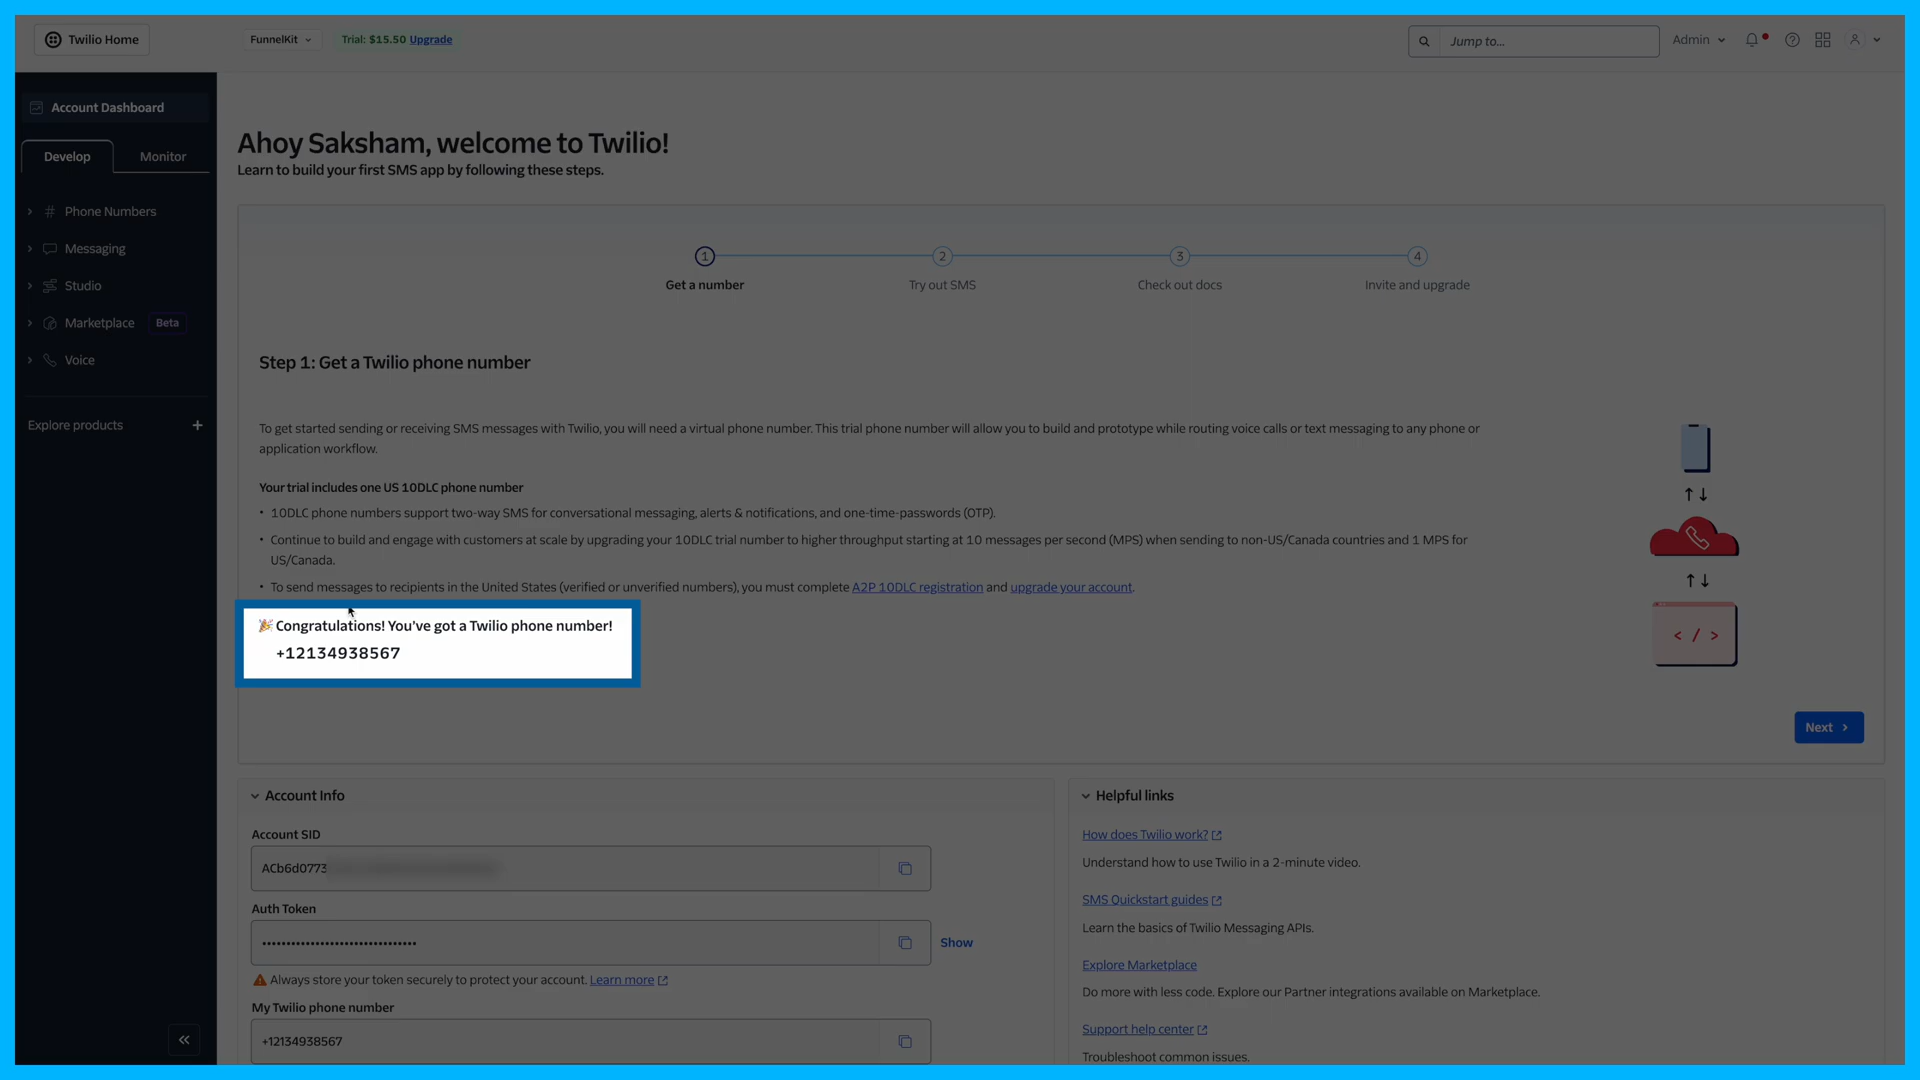 Twilio Home
FunnelKit
Trial: $15.50 Upgrade
Jump to...
Admin
Account Dashboard
Develop
Monitor
Phone Numbers
Messaging
Studio
Marketplace Beta
Voice
Explore products +
Ahoy Saksham, welcome to Twilio!
Learn to build your first SMS app by following these steps.
1
2
3
4
Get a number
Try out SMS
Check out docs
Invite and upgrade
Step 1: Get a Twilio phone number
To get started sending or receiving SMS messages with Twilio, you will need a virtual phone number. This trial phone number will allow you to build and prototype while routing voice calls or text messaging to any phone or
application workflow.
Your trial includes one US 10DLC phone number
• 10DLC phone numbers support two-way SMS for conversational messaging, alerts & notifications, and one-time-passwords (OTP).
• Continue to build and engage with customers at scale by upgrading your 10DLC trial number to higher throughput starting at 10 messages per second (MPS) when sending to non-US/Canada countries and 1 MPS for
US/Canada.
• To send messages to recipients in the United States (verified or unverified numbers), you must complete A2P 10DLC registration and upgrade your account.
🎉 Congratulations! You've got a Twilio phone number!
+12134938567
< / >
Next
Account Info
Account SID
ACb6d0773
Auth Token
••••••••••••••••••••••••••••••••
Show
Always store your token securely to protect your account. Learn more
My Twilio phone number
+12134938567
Helpful links
How does Twilio work?
Understand how to use Twilio in a 2-minute video.
SMS Quickstart guides
Learn the basics of Twilio Messaging APIs.
Explore Marketplace
Do more with less code. Explore our Partner integrations available on Marketplace.
Support help center
Troubleshoot common issues.